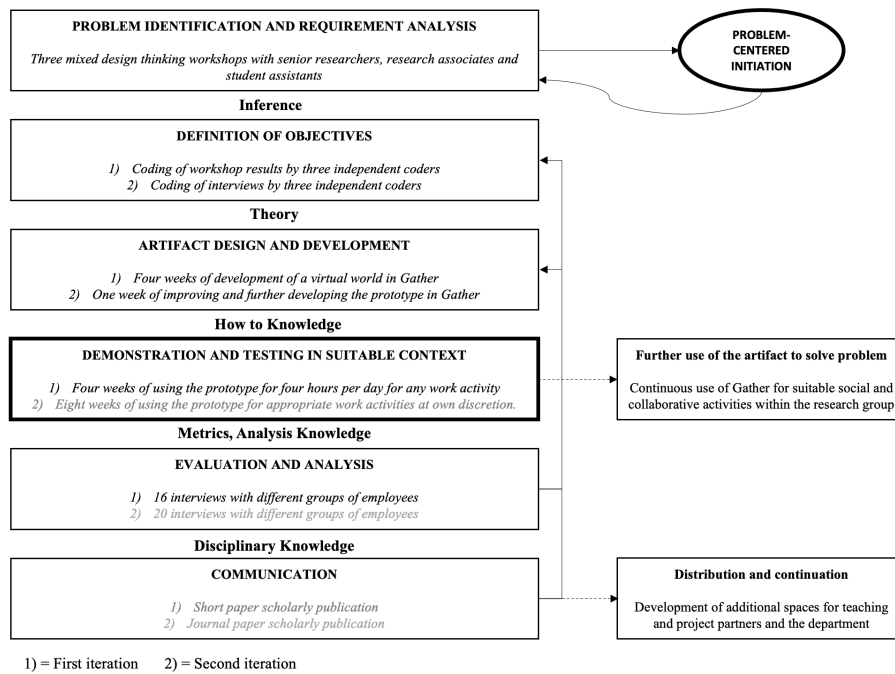 PROBLEM IDENTIFICATION AND REQUIREMENT ANALYSIS
Three mixed design thinking workshops with senior researchers, research associates and
student assistants
PROBLEM-
CENTERED
INITIATION
Inference
DEFINITION OF OBJECTIVES
1) Coding of workshop results by three independent coders
2) Coding of interviews by three independent coders
Theory
ARTIFACT DESIGN AND DEVELOPMENT
1) Four weeks of development of a virtual world in Gather
2) One week of improving and further developing the prototype in Gather
How to Knowledge
DEMONSTRATION AND TESTING IN SUITABLE CONTEXT
1) Four weeks of using the prototype for four hours per day for any work activity
2) Eight weeks of using the prototype for appropriate work activities at own discretion.
Further use of the artifact to solve problem
Continuous use of Gather for suitable social and
collaborative activities within the research group
Metrics, Analysis Knowledge
EVALUATION AND ANALYSIS
1) 16 interviews with different groups of employees
2) 20 interviews with different groups of employees
Disciplinary Knowledge
COMMUNICATION
1) Short paper scholarly publication
2) Journal paper scholarly publication
Distribution and continuation
Development of additional spaces for teaching
and project partners and the department
1) = First iteration 2) = Second iteration